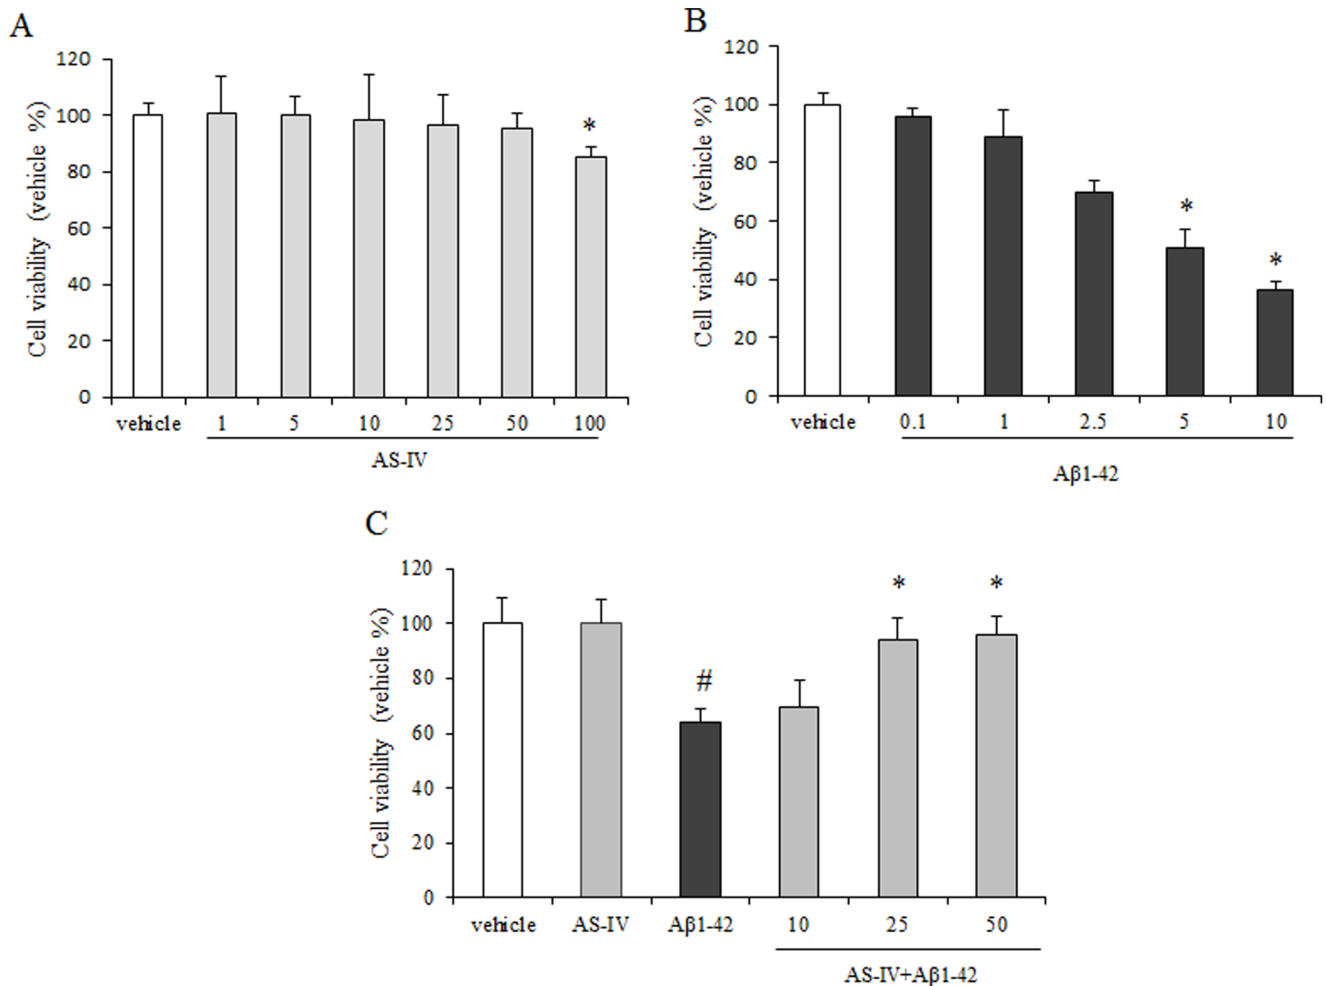 A
Cell viability (vehicle %)
120
100
80
60
40
20
0
*
vehicle 1 5 10 25 50 100
AS-IV
B
Cell viability (vehicle %)
120
100
80
60
40
20
0
*
*
vehicle 0.1 1 2.5 5 10
Aβ1-42
C
Cell viability (vehicle %)
120
100
80
60
40
20
0
#
* *
vehicle AS-IV Aβ1-42 10 25 50
AS-IV+Aβ1-42